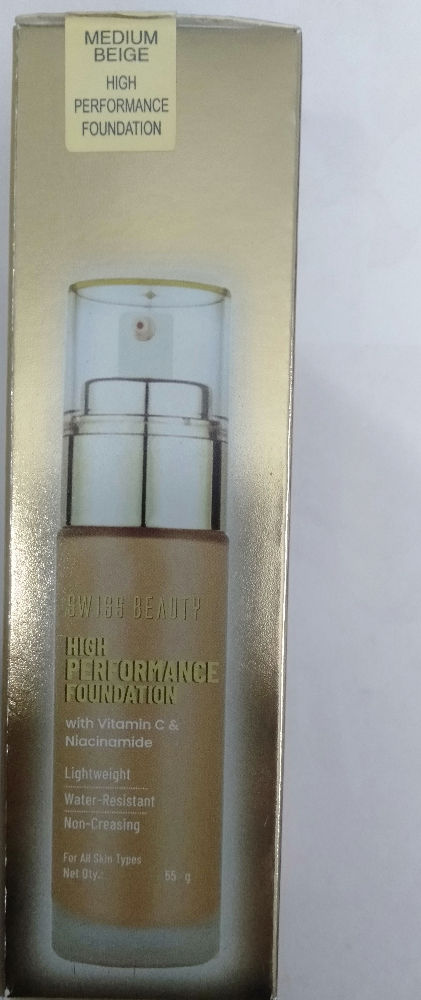 MEDIUM
BEIGE
HIGH
PERFORMANCE
FOUNDATION
SWISS BEAUTY
HIGH
PERFORMANCE
FOUNDATION
with Vitamin C &
Niacinamide
Lightweight
Water-Resistant
Non-Creasing
For All Skin Types
Net Qty.: 55 g